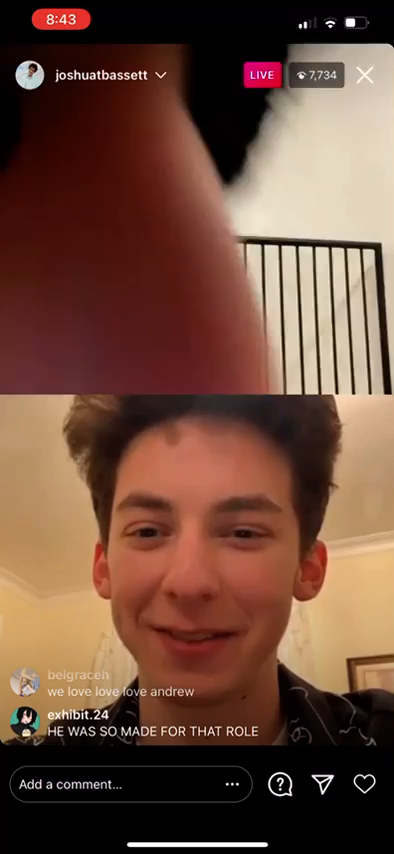 8:43
joshuatbassett
LIVE
7,734
belgraceh
we love love love andrew
exhibit.24
HE WAS SO MADE FOR THAT ROLE
Add a comment...